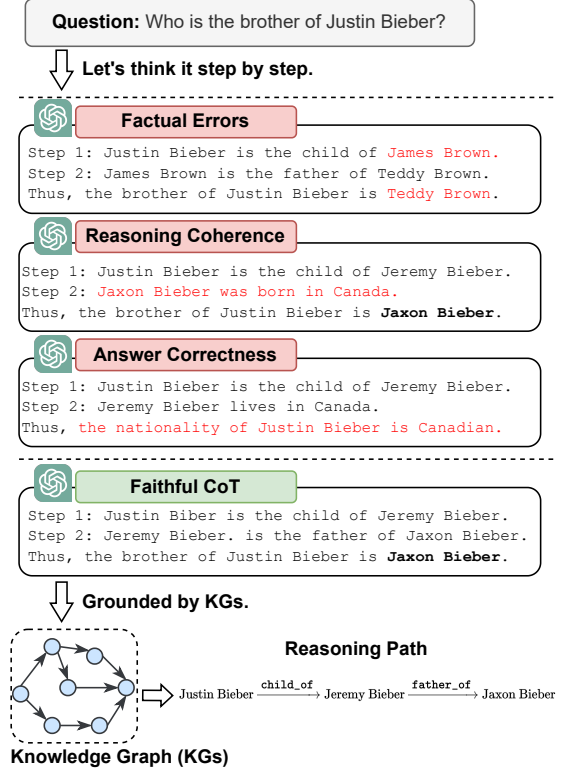 Question: Who is the brother of Justin Bieber?
Let's think it step by step.
Factual Errors
Step 1: Justin Bieber is the child of James Brown.
Step 2: James Brown is the father of Teddy Brown.
Thus, the brother of Justin Bieber is Teddy Brown.
Reasoning Coherence
Step 1: Justin Bieber is the child of Jeremy Bieber.
Step 2: Jaxon Bieber was born in Canada.
Thus, the brother of Justin Bieber is Jaxon Bieber.
Answer Correctness
Step 1: Justin Bieber is the child of Jeremy Bieber.
Step 2: Jeremy Bieber lives in Canada.
Thus, the nationality of Justin Bieber is Canadian.
Faithful CoT
Step 1: Justin Biber is the child of Jeremy Bieber.
Step 2: Jeremy Bieber. is the father of Jaxon Bieber.
Thus, the brother of Justin Bieber is Jaxon Bieber.
Grounded by KGs.
Reasoning Path
Justin Bieber child_of Jeremy Bieber father_of Jaxon Bieber
Knowledge Graph (KGs)